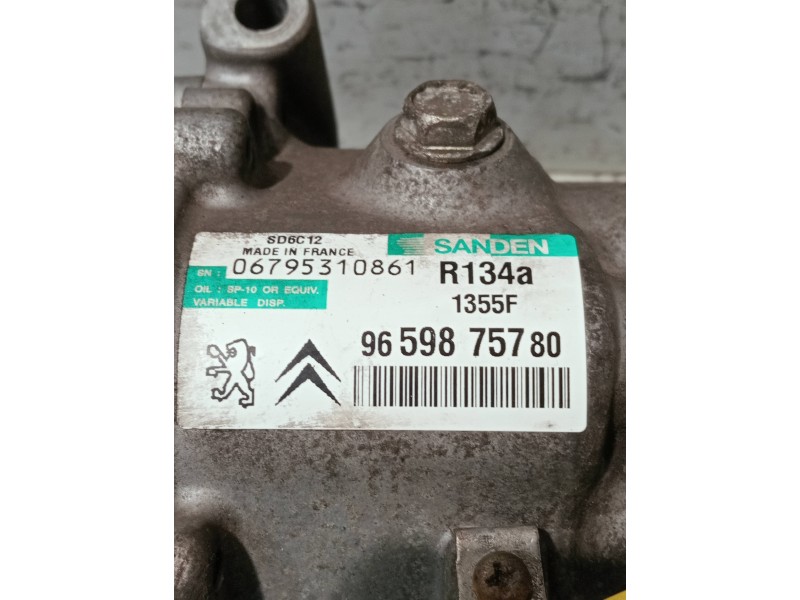 SD6C12
MADE IN FRANCE
SANDEN
SN : 06795310861
R134a
OIL : SP-10 OR EQUIV.
VARIABLE DISP.
1355F
96 598 757 80